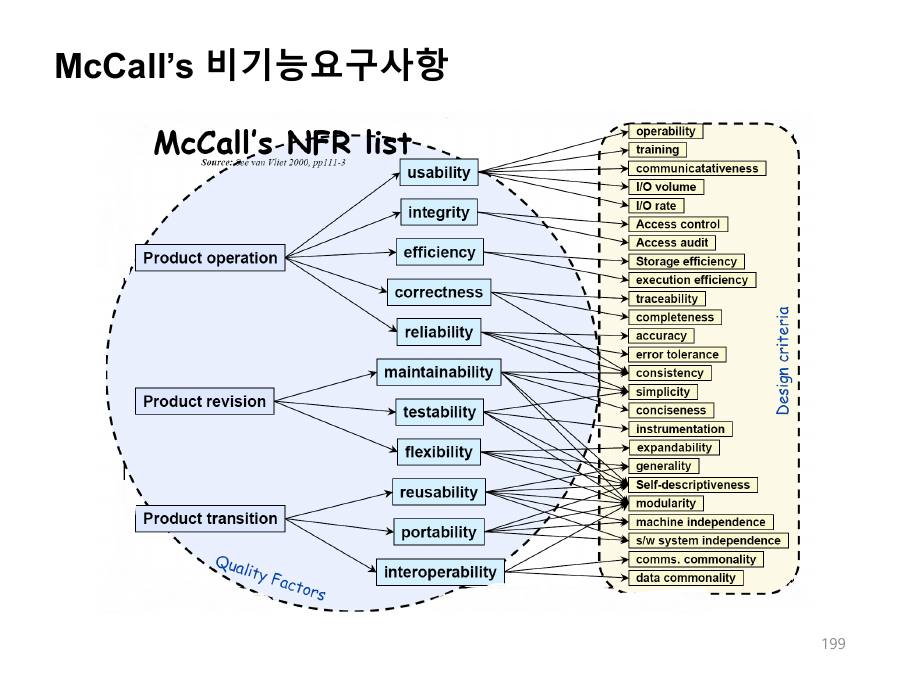 McCall’s 비기능요구사항
McCall’s NFR list
Source: See van Vliet 2000, pp111-3
Product operation
Product revision
Product transition
usability
integrity
efficiency
correctness
reliability
maintainability
testability
flexibility
reusability
portability
interoperability
Quality Factors
operability
training
communicatativeness
I/O volume
I/O rate
Access control
Access audit
Storage efficiency
execution efficiency
traceability
completeness
accuracy
error tolerance
consistency
simplicity
conciseness
instrumentation
expandability
generality
Self-descriptiveness
modularity
machine independence
s/w system independence
comms. commonality
data commonality
Design criteria
199